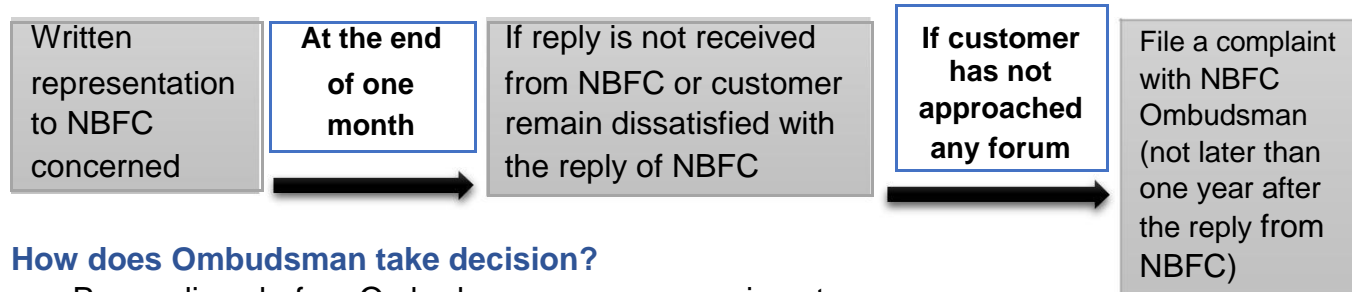 Written
representation
to NBFC
concerned
At the end
of one
month
If reply is not received
from NBFC or customer
remain dissatisfied with
the reply of NBFC
If customer
has not
approached
any forum
File a complaint
with NBFC
Ombudsman
(not later than
one year after
the reply from
NBFC)
How does Ombudsman take decision?